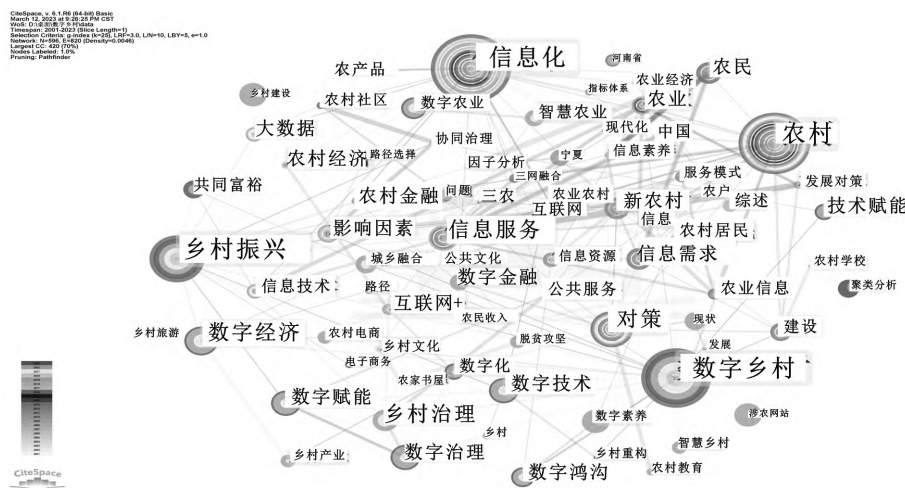 CiteSpace, v. 6.1.R6 (64-bit) Basic
March 12, 2023 at 9:26:25 PM CST
WoS: D:\桌面\数字乡村\data
Timespan: 2001-2023 (Slice Length=1)
Selection Criteria: g-index (k=25), LRF=3.0, L/N=10, LBY=5, e=1.0
Network: N=596, E=820 (Density=0.0046)
Largest CC: 420 (70%)
Nodes Labeled: 1.0%
Pruning: Pathfinder
信息化
河南省
农民
农产品
农业经济
指标体系
乡村建设
农村社区
数字农业
农业
智慧农业
大数据
现代化
中国
农村
协同治理
农村经济
路径选择
因子分析
宁夏
信息素养
三网融合
服务模式
共同富裕
发展对策
农村金融
问题
三农
农业农村
农户
互联网
新农村
综述
技术赋能
影响因素
信息服务
信息
农村居民
乡村振兴
城乡融合
公共文化
信息资源
信息需求
农村学校
数字金融
信息技术
路径
公共服务
农业信息
聚类分析
互联网+
农民收入
对策
现状
建设
乡村旅游
数字经济
农村电商
脱贫攻坚
乡村文化
发展
电子商务
数字化
数字乡村
农家书屋
数字技术
数字赋能
乡村治理
数字素养
涉农网站
乡村
数字治理
智慧乡村
乡村产业
乡村重构
数字鸿沟
农村教育
CiteSpace